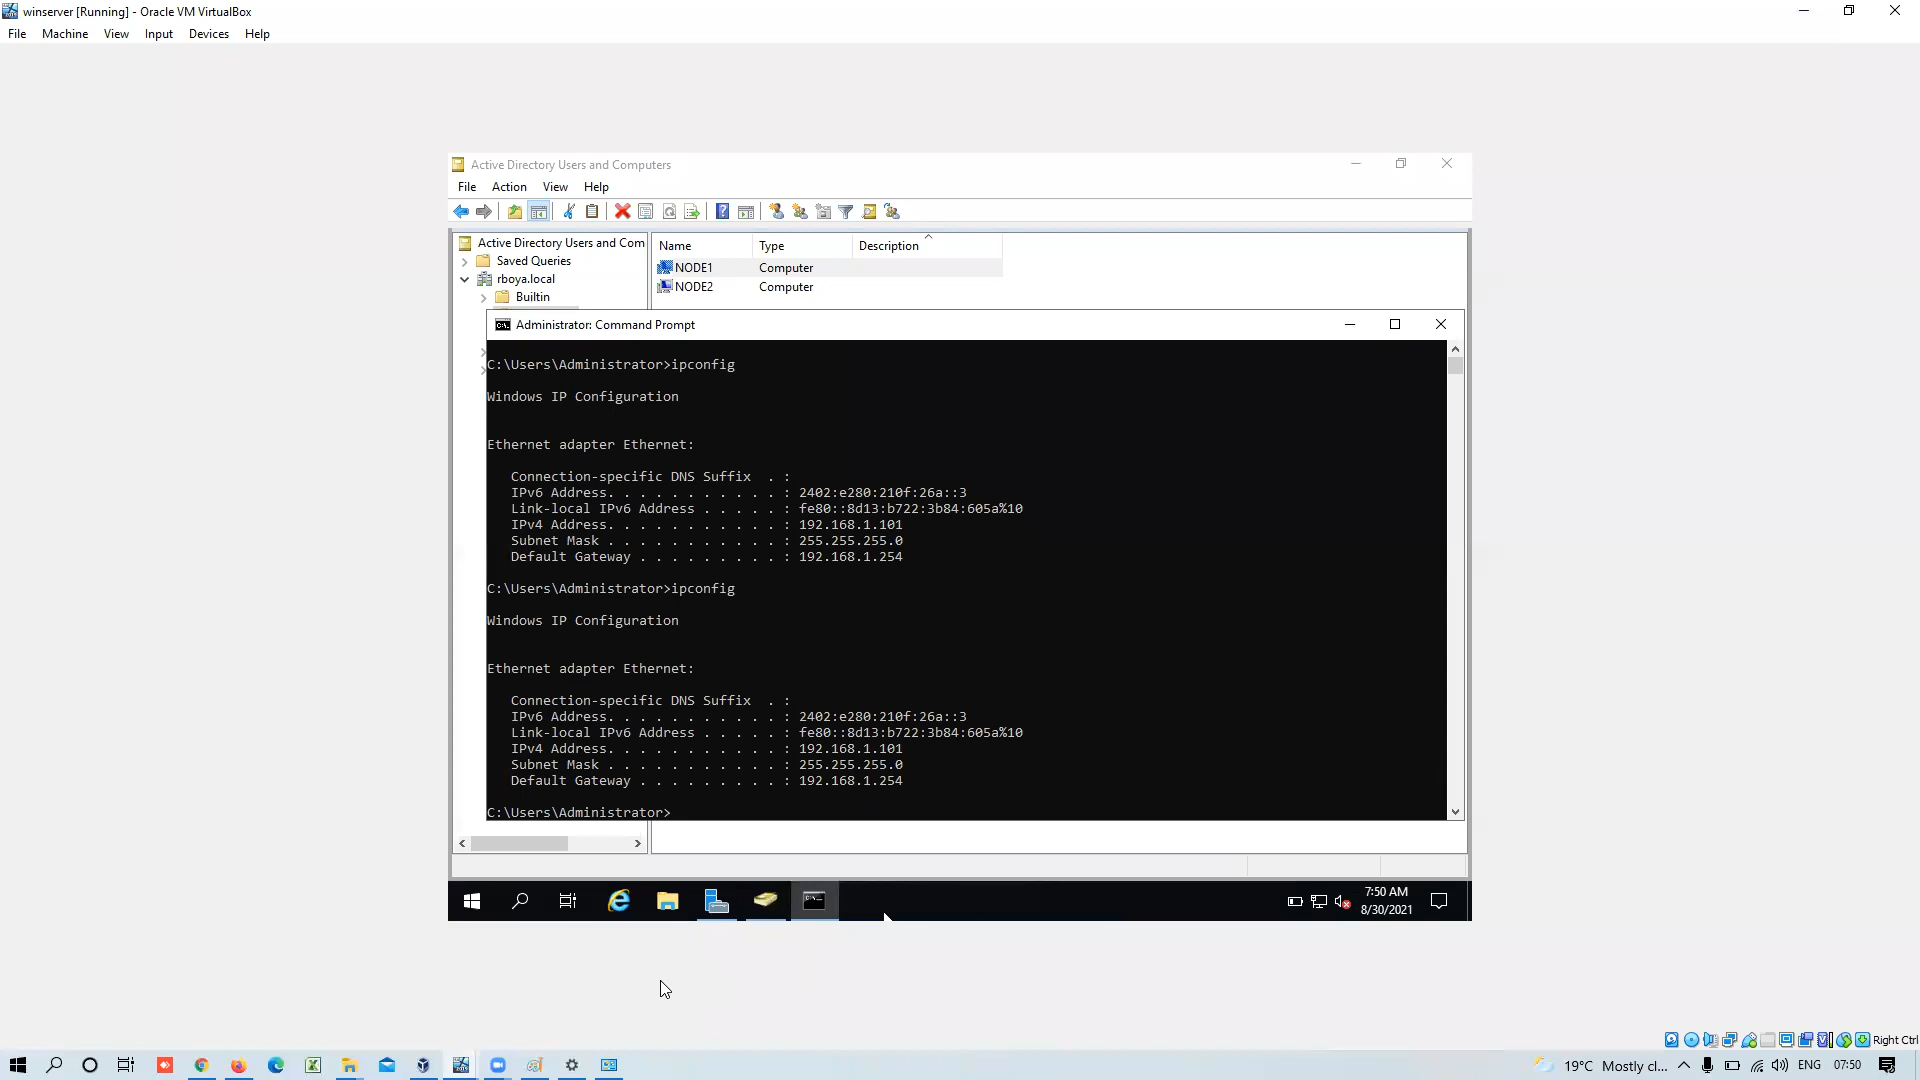 winserver [Running] - Oracle VM VirtualBox
File Machine View Input Devices Help
Active Directory Users and Computers
File Action View Help
Active Directory Users and Com
Saved Queries
rboya.local
Builtin
Name Type Description
NODE1 Computer
NODE2 Computer
Administrator: Command Prompt
C:\Users\Administrator>ipconfig
Windows IP Configuration
Ethernet adapter Ethernet:
Connection-specific DNS Suffix . :
IPv6 Address. . . . . . . . . . . : 2402:e280:210f:26a::3
Link-local IPv6 Address . . . . . : fe80::8d13:b722:3b84:605a%10
IPv4 Address. . . . . . . . . . . : 192.168.1.101
Subnet Mask . . . . . . . . . . . : 255.255.255.0
Default Gateway . . . . . . . . . : 192.168.1.254
C:\Users\Administrator>ipconfig
Windows IP Configuration
Ethernet adapter Ethernet:
Connection-specific DNS Suffix . :
IPv6 Address. . . . . . . . . . . : 2402:e280:210f:26a::3
Link-local IPv6 Address . . . . . : fe80::8d13:b722:3b84:605a%10
IPv4 Address. . . . . . . . . . . : 192.168.1.101
Subnet Mask . . . . . . . . . . . : 255.255.255.0
Default Gateway . . . . . . . . . : 192.168.1.254
C:\Users\Administrator>
7:50 AM
8/30/2021
Right Ctrl
19°C Mostly cl... ENG 07:50